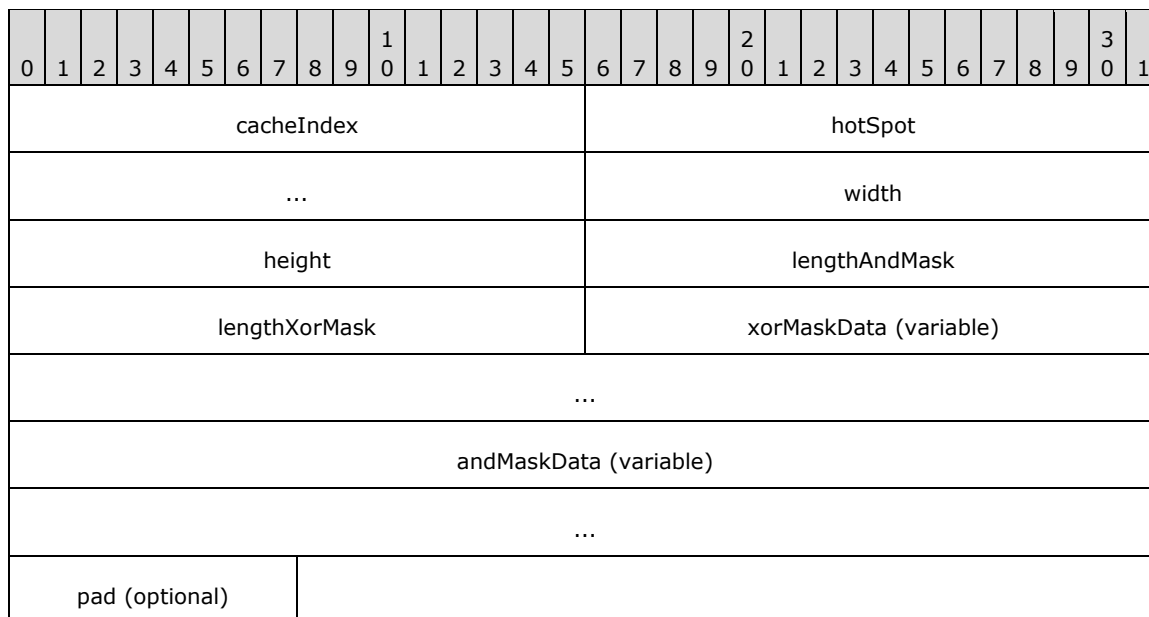 1 2 3
0 1 2 3 4 5 6 7 8 9 0 1 2 3 4 5 6 7 8 9 0 1 2 3 4 5 6 7 8 9 0 1
cacheIndex hotSpot
... width
height lengthAndMask
lengthXorMask xorMaskData (variable)
...
andMaskData (variable)
...
pad (optional)